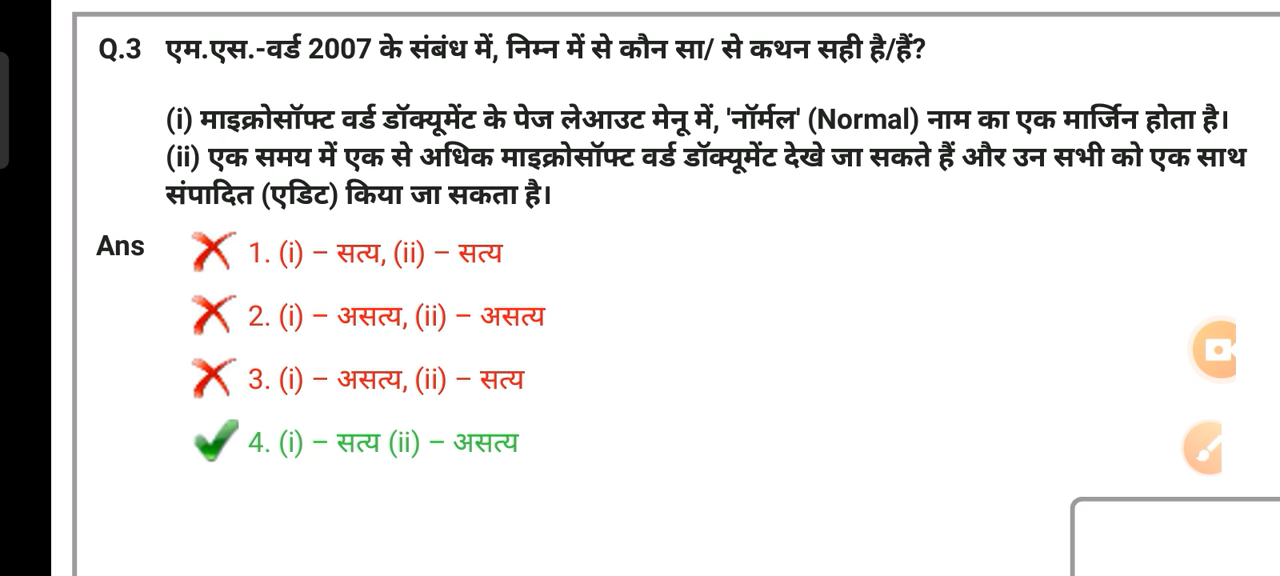 Q.3 एम.एस.-वर्ड 2007 के संबंध में, निम्न में से कौन सा/ से कथन सही है/हैं?
(i) माइक्रोसॉफ्ट वर्ड डॉक्यूमेंट के पेज लेआउट मेनू में, 'नॉर्मल' (Normal) नाम का एक मार्जिन होता है।
(ii) एक समय में एक से अधिक माइक्रोसॉफ्ट वर्ड डॉक्यूमेंट देखे जा सकते हैं और उन सभी को एक साथ
संपादित (एडिट) किया जा सकता है।
Ans 1. (i) – सत्य, (ii) – सत्य
2. (i) – असत्य, (ii) – असत्य
3. (i) – असत्य, (ii) – सत्य
4. (i) – सत्य (ii) – असत्य